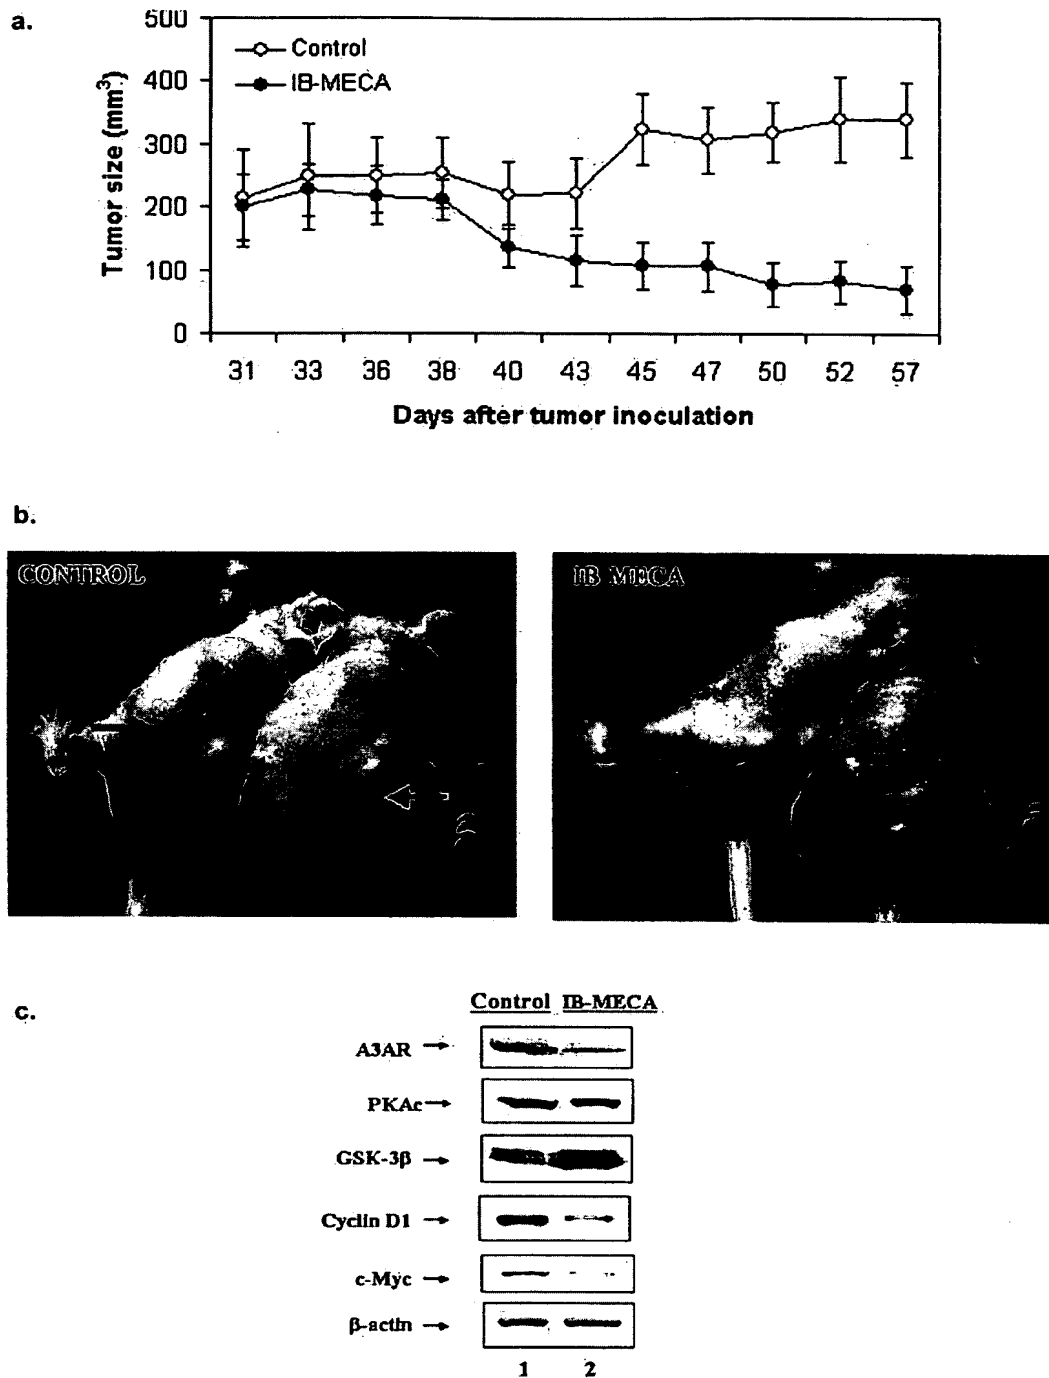 a.
500
400
300
200
100
0
Tumor size (mm³)
Control
IB-MECA
31 33 36 38 40 43 45 47 50 52 57
Days after tumor inoculation
b.
CONTROL
IB MECA
c.
Control IB-MECA
A3AR
PKAc
GSK-3β
Cyclin D1
c-Myc
β-actin
1 2